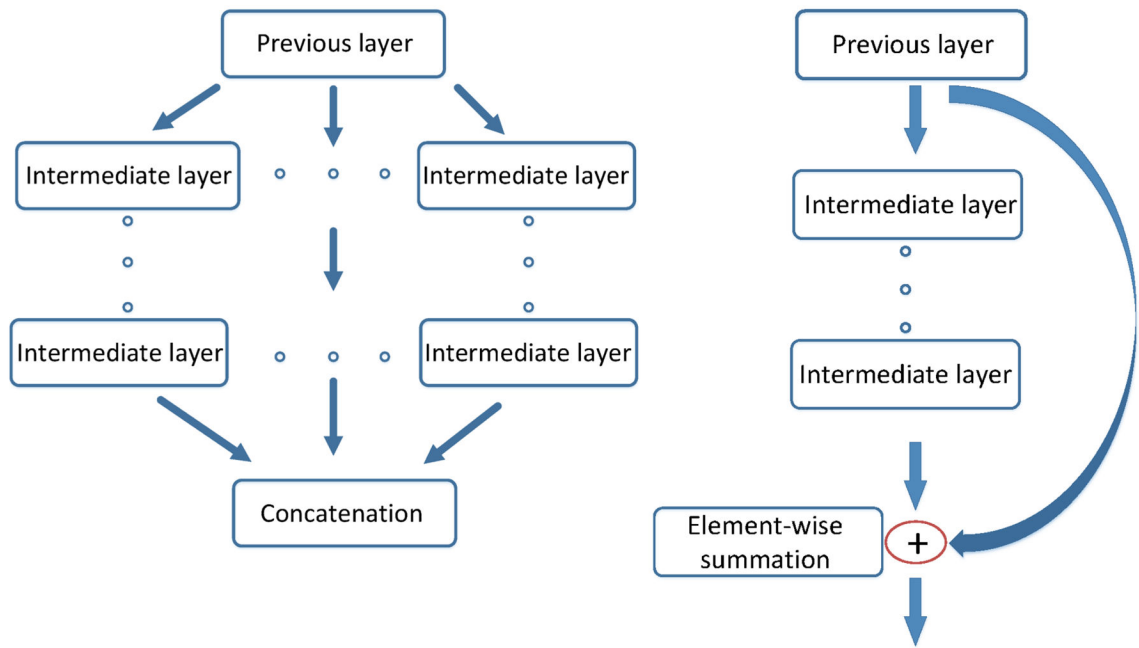 Previous layer
Intermediate layer
Intermediate layer
Intermediate layer
Intermediate layer
Concatenation
Previous layer
Intermediate layer
Intermediate layer
Element-wise
summation
+